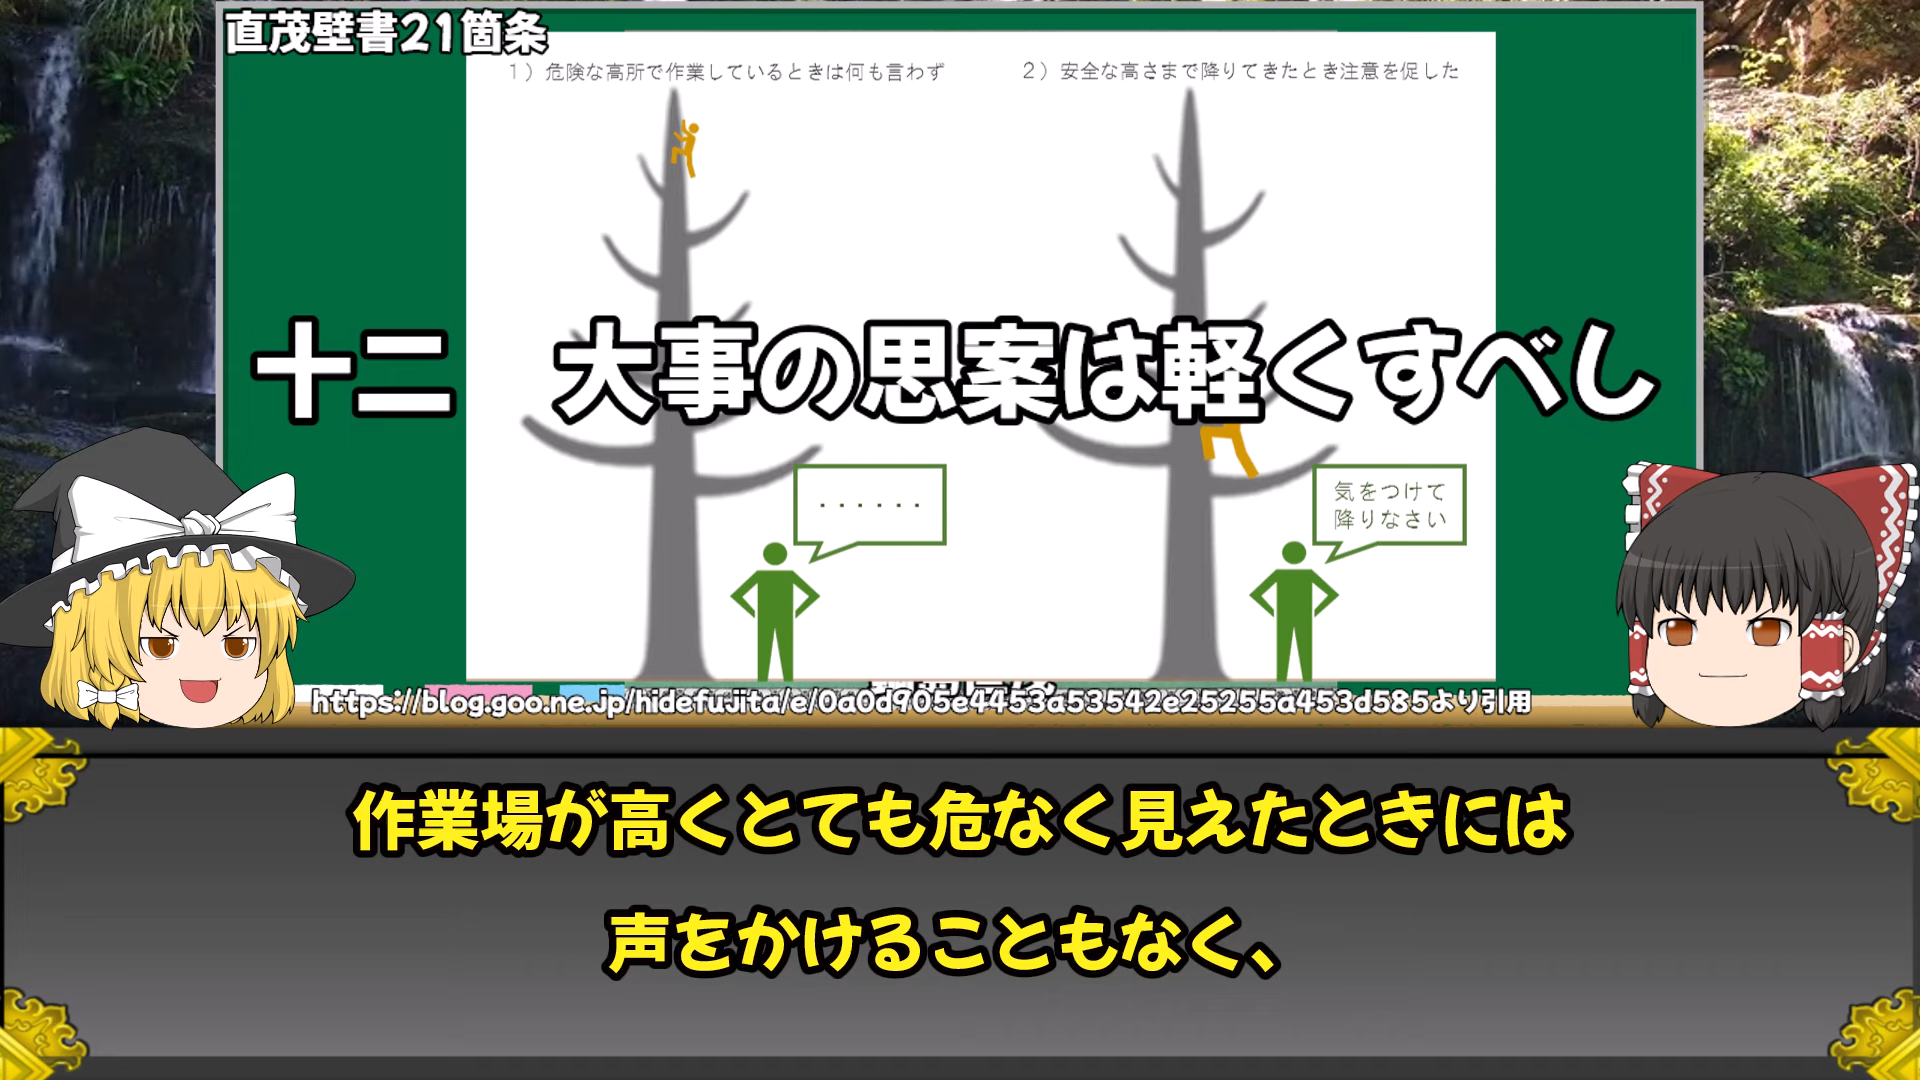 直茂壁書21箇条
１）危険な高所で作業しているときは何も言わず
２）安全な高さまで降りてきたとき注意を促した
十二　大事の思案は軽くすべし
・・・・・・
気をつけて
降りなさい
https://blog.goo.ne.jp/hidefujita/e/0a0d905e4453a53542e25255a453d585より引用
作業場が高くとても危なく見えたときには
声をかけることもなく、